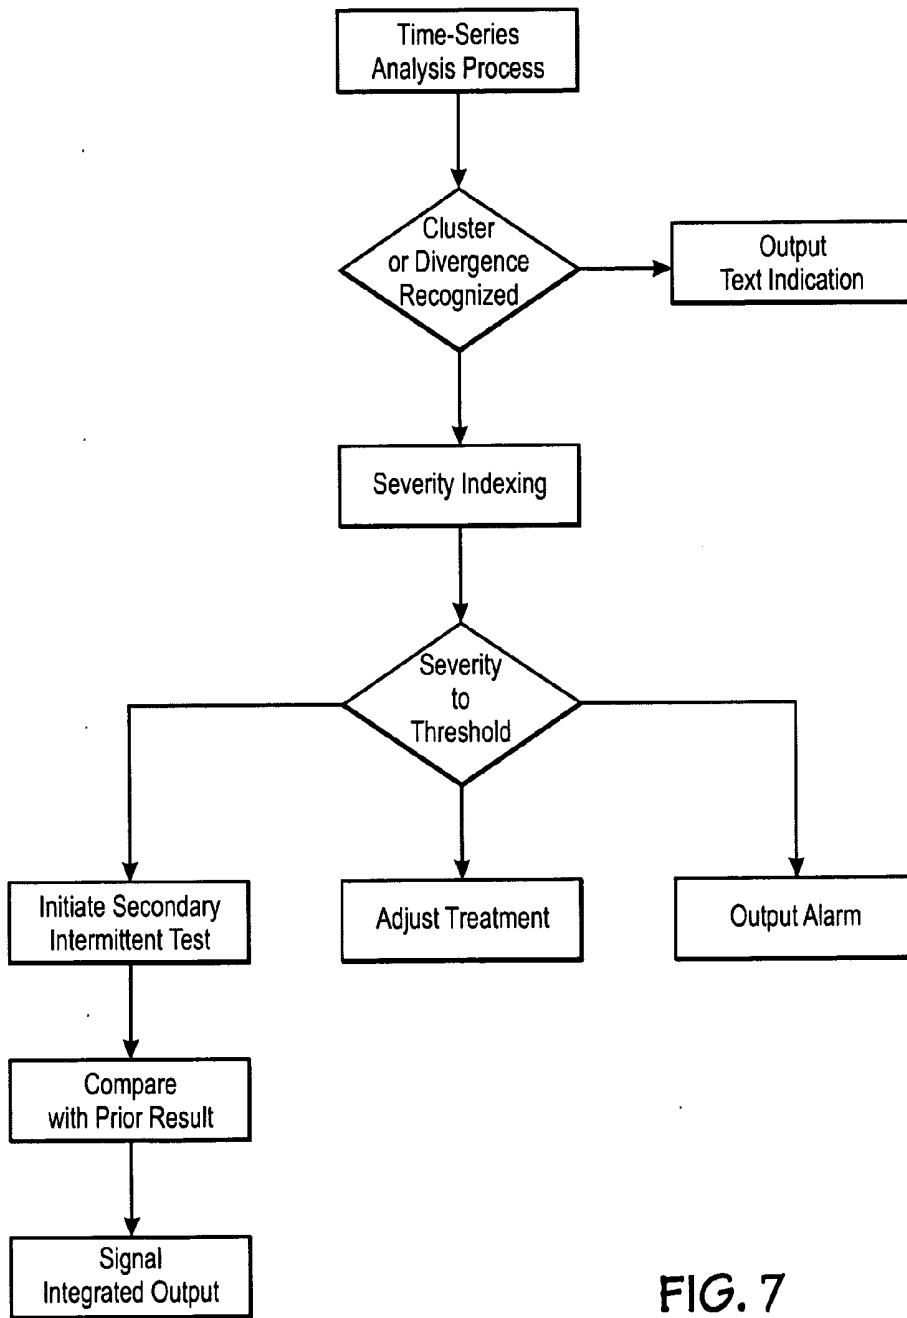 Time-Series
Analysis Process
Cluster
or Divergence
Recognized
Output
Text Indication
Severity Indexing
Severity
to
Threshold
Initiate Secondary
Intermittent Test
Adjust Treatment
Output Alarm
Compare
with Prior Result
Signal
Integrated Output
FIG. 7